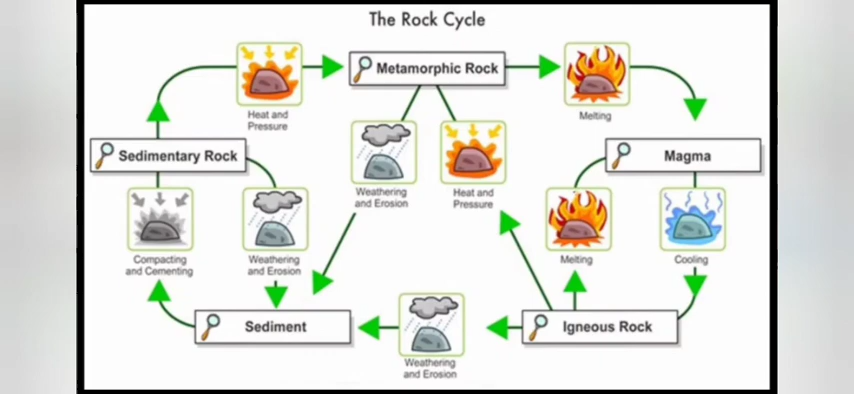 The Rock Cycle
Metamorphic Rock
Heat and
Pressure
Melting
Sedimentary Rock
Magma
Weathering
and Erosion
Heat and
Pressure
Compacting
and Cementing
Weathering
and Erosion
Melting
Cooling
Sediment
Igneous Rock
Weathering
and Erosion